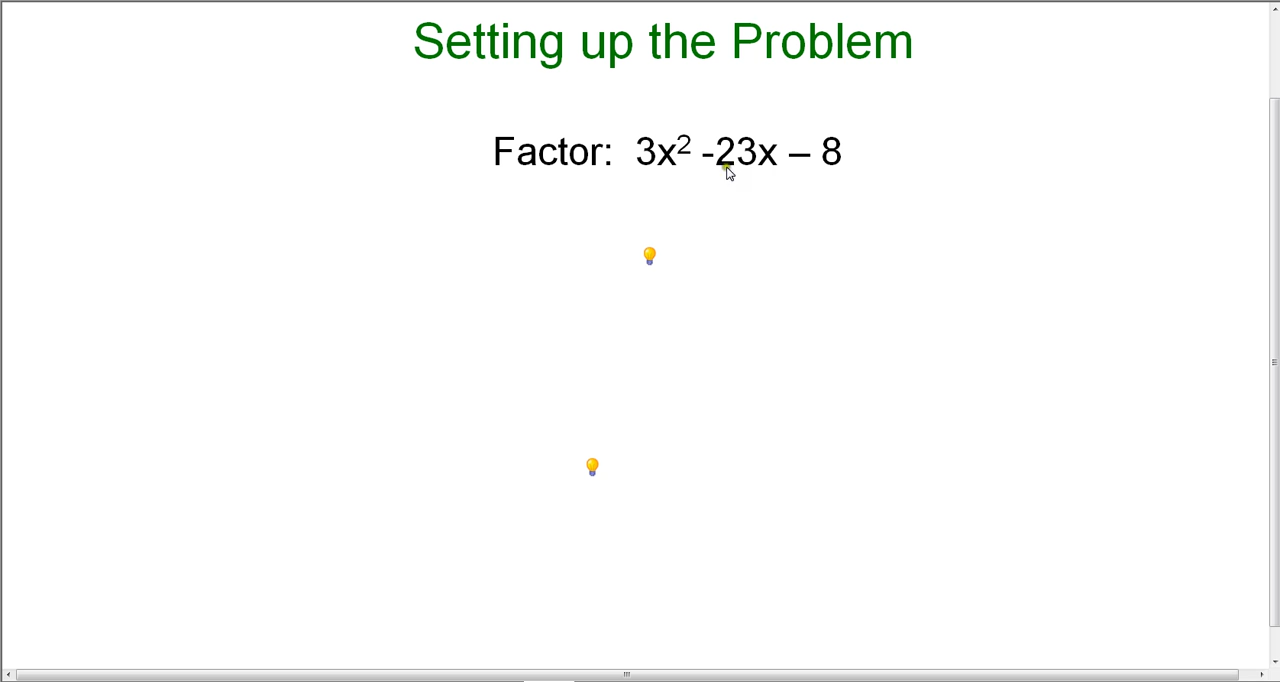 Setting up the Problem
Factor: 3x² -23x – 8